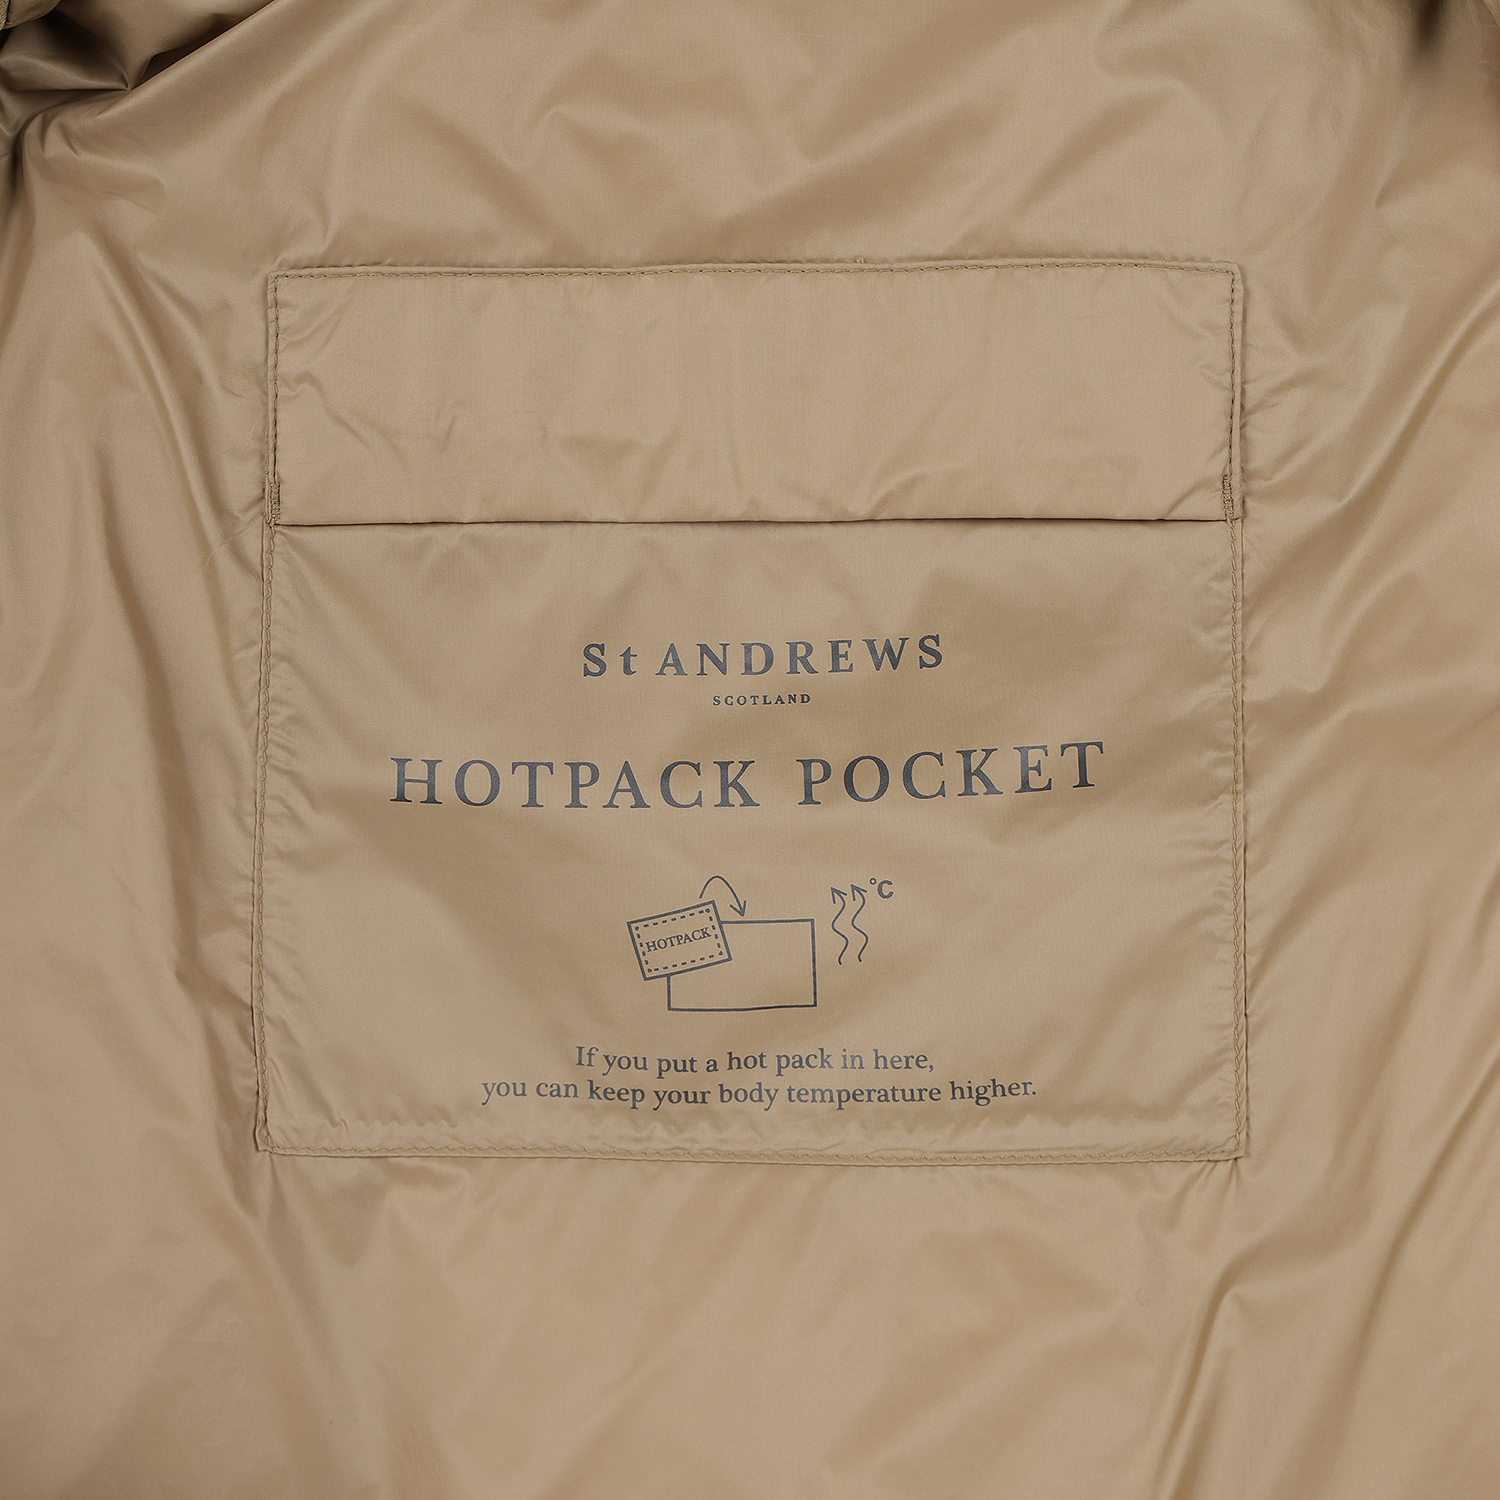 St ANDREWS
SCOTLAND
HOTPACK POCKET
°C
HOTPACK
If you put a hot pack in here,
you can keep your body temperature higher.